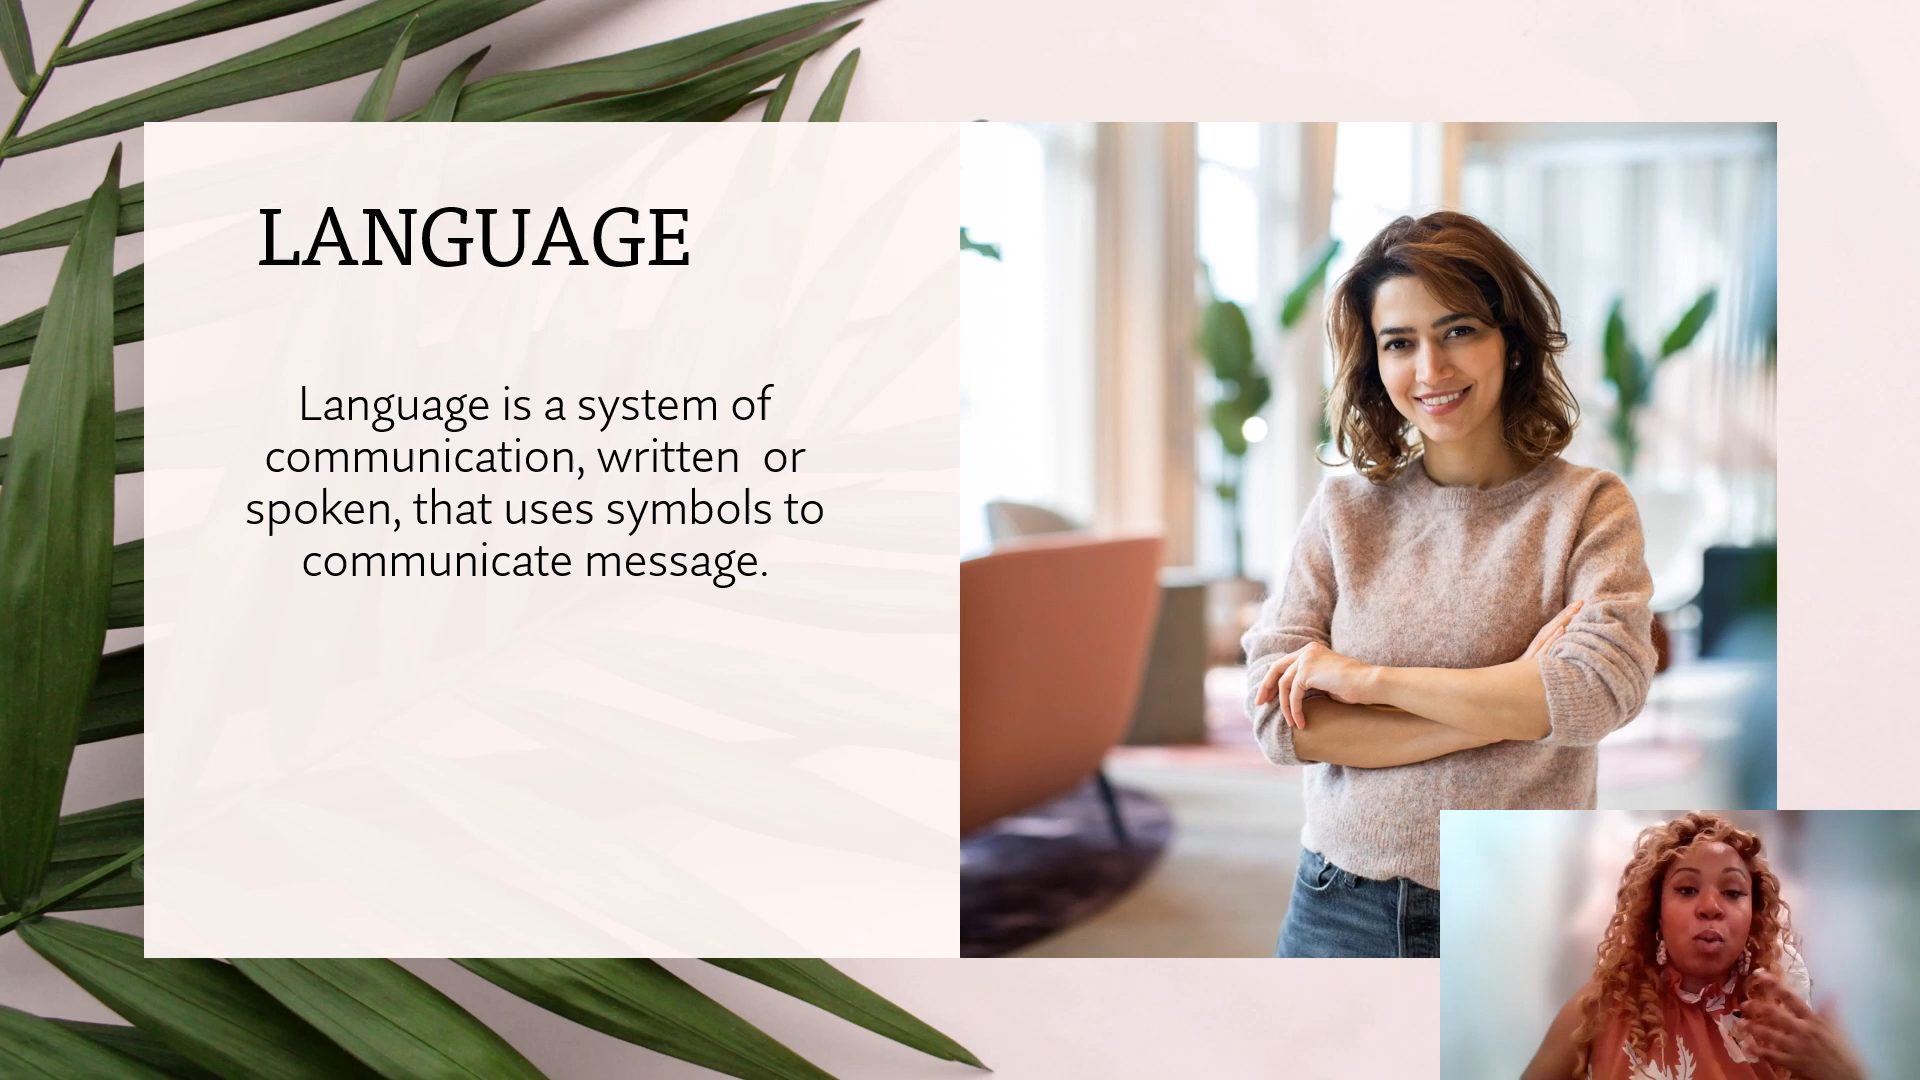 LANGUAGE
Language is a system of
communication, written  or
spoken, that uses symbols to
communicate message.